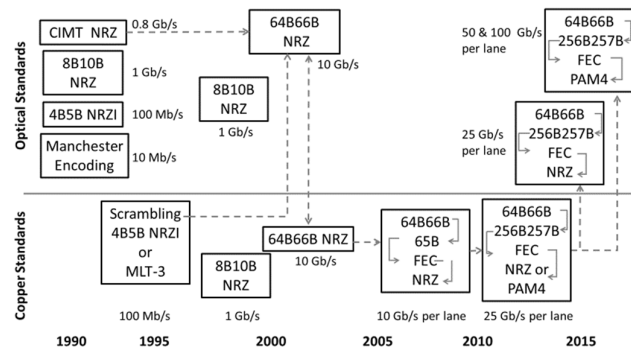 Optical Standards
CIMT NRZ
0.8 Gb/s
8B10B
NRZ
1 Gb/s
4B5B NRZI
100 Mb/s
Manchester
Encoding
10 Mb/s
64B66B
NRZ
10 Gb/s
8B10B
NRZ
1 Gb/s
50 & 100 Gb/s
per lane
64B66B
256B257B
FEC
PAM4
25 Gb/s
per lane
64B66B
256B257B
FEC
NRZ
Copper Standards
Scrambling
4B5B NRZI
or
MLT-3
100 Mb/s
8B10B
NRZ
1 Gb/s
64B66B NRZ
10 Gb/s
64B66B
65B
FEC
NRZ
10 Gb/s per lane
64B66B
256B257B
FEC
NRZ or
PAM4
25 Gb/s per lane
1990 1995 2000 2005 2010 2015